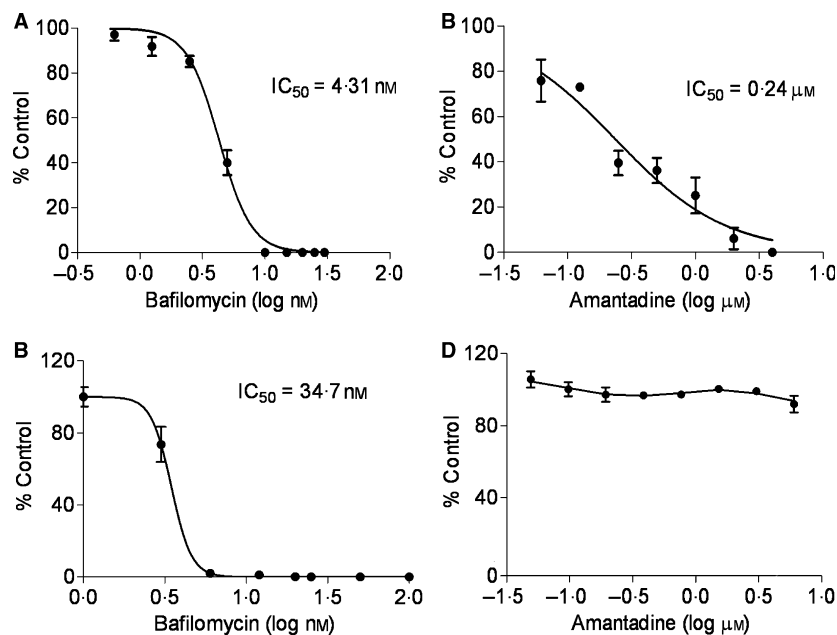 A
100
80
60
40
20
0
% Control
IC50 = 4·31 nM
–0·5 0·0 0·5 1·0 1·5 2·0
Bafilomycin (log nM)
B
100
80
60
40
20
0
% Control
IC50 = 0·24 μM
–1·5 –1·0 –0·5 0·0 0·5 1·0
Amantadine (log μM)
B
120
80
40
0
% Control
IC50 = 34·7 nM
0·0 0·5 1·0 1·5 2·0
Bafilomycin (log nM)
D
120
80
40
0
% Control
–1·5 –1·0 –0·5 0·0 0·5 1·0
Amantadine (log μM)